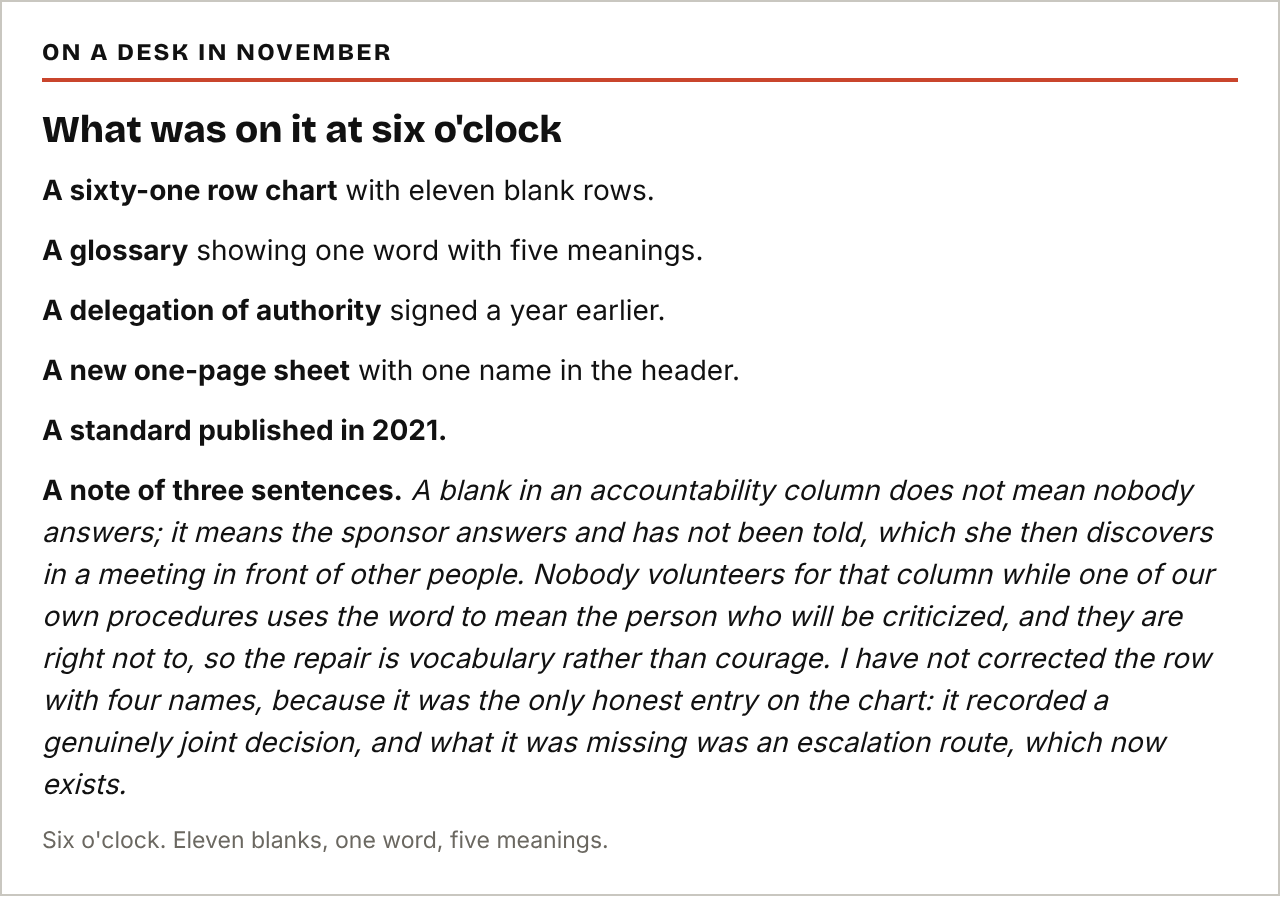 ON A DESK IN NOVEMBER
What was on it at six o'clock
A sixty-one row chart with eleven blank rows.
A glossary showing one word with five meanings.
A delegation of authority signed a year earlier.
A new one-page sheet with one name in the header.
A standard published in 2021.
A note of three sentences. A blank in an accountability column does not mean nobody
answers; it means the sponsor answers and has not been told, which she then discovers
in a meeting in front of other people. Nobody volunteers for that column while one of our
own procedures uses the word to mean the person who will be criticized, and they are
right not to, so the repair is vocabulary rather than courage. I have not corrected the row
with four names, because it was the only honest entry on the chart: it recorded a
genuinely joint decision, and what it was missing was an escalation route, which now
exists.
Six o'clock. Eleven blanks, one word, five meanings.